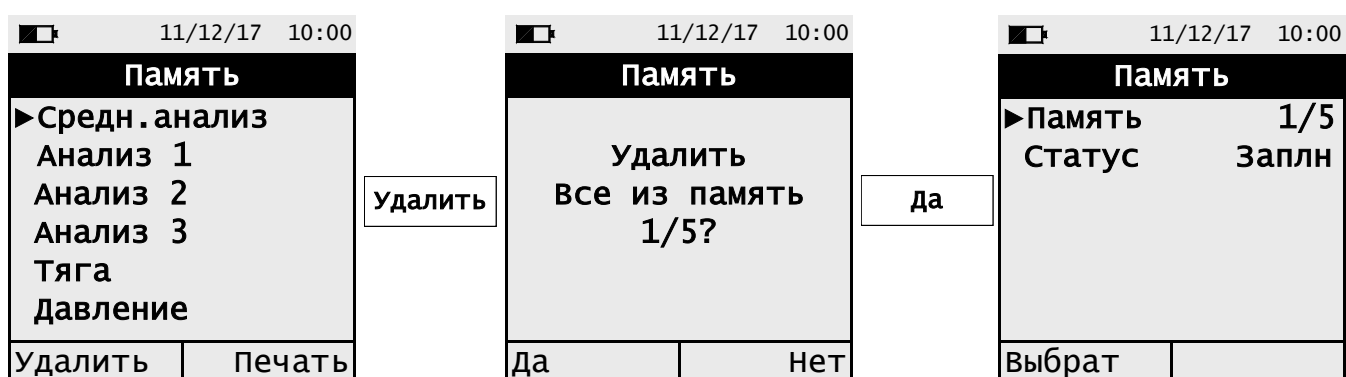 11/12/17 10:00
Память
►Средн.анализ
Анализ 1
Анализ 2
Анализ 3
Тяга
Давление
Удалить Печать
Удалить
11/12/17 10:00
Память
Удалить
Все из память
1/5?
Да Нет
Да
11/12/17 10:00
Память
►Память 1/5
Статус Заплн
Выбрат